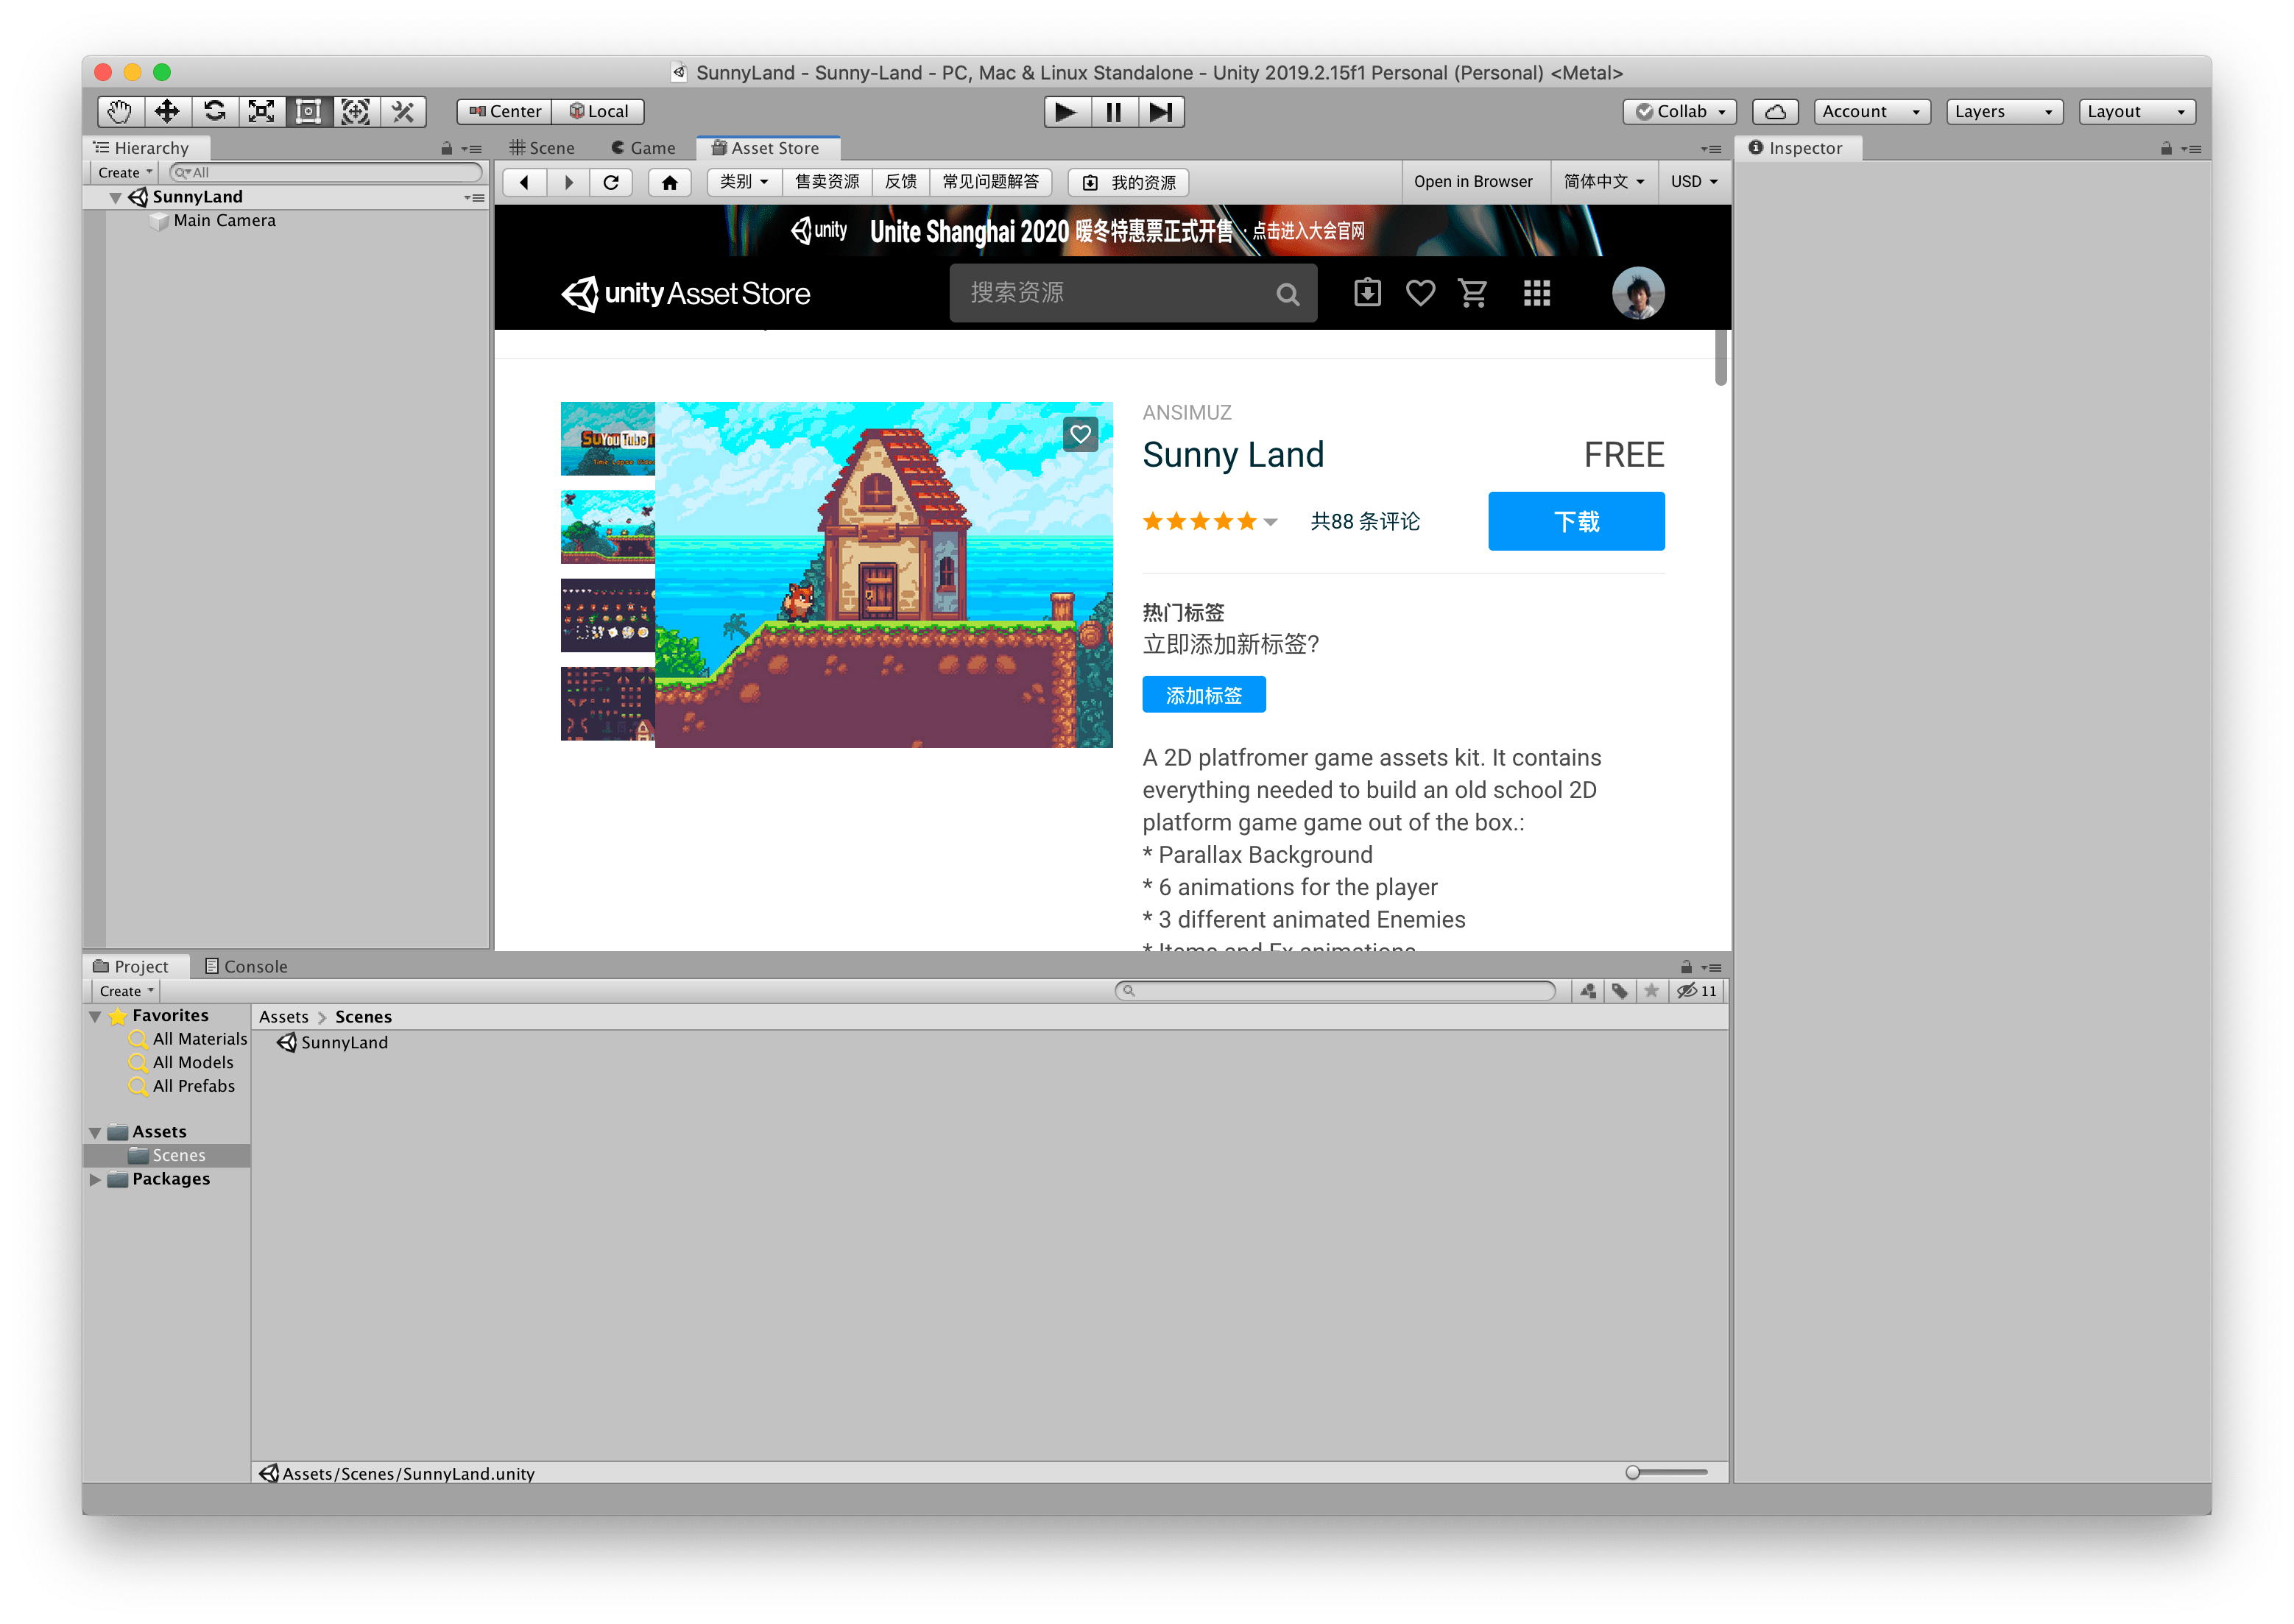 SunnyLand - Sunny-Land - PC, Mac & Linux Standalone - Unity 2019.2.15f1 Personal (Personal) <Metal>
Center Local Collab Account Layers Layout
Hierarchy
Create All
SunnyLand
Main Camera
Scene Game Asset Store
类别 售卖资源 反馈 常见问题解答 我的资源 Open in Browser 简体中文 USD
unity Unite Shanghai 2020 暖冬特惠票正式开售 · 点击进入大会官网
unity Asset Store 搜索资源
ANSIMUZ
Sunny Land FREE
共88 条评论 下载
热门标签
立即添加新标签?
添加标签
A 2D platfromer game assets kit. It contains
everything needed to build an old school 2D
platform game game out of the box.:
* Parallax Background
* 6 animations for the player
* 3 different animated Enemies
* Items and Fx animations
YouTube
Inspector
Project Console
Create 11
Favorites
All Materials
All Models
All Prefabs
Assets
Scenes
Packages
Assets Scenes
SunnyLand
Assets/Scenes/SunnyLand.unity